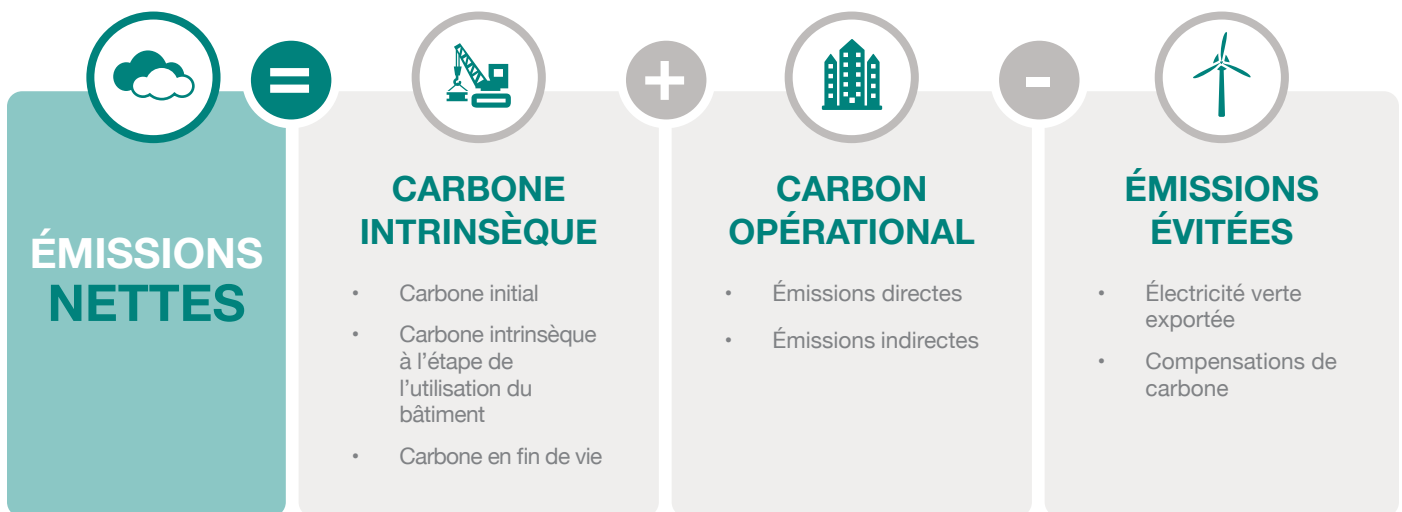 =
+
-
ÉMISSIONS
NETTES
CARBONE
INTRINSÈQUE
• Carbone initial
• Carbone intrinsèque
à l'étape de
l'utilisation du
bâtiment
• Carbone en fin de vie
CARBON
OPÉRATIONAL
• Émissions directes
• Émissions indirectes
ÉMISSIONS
ÉVITÉES
• Électricité verte
exportée
• Compensations de
carbone